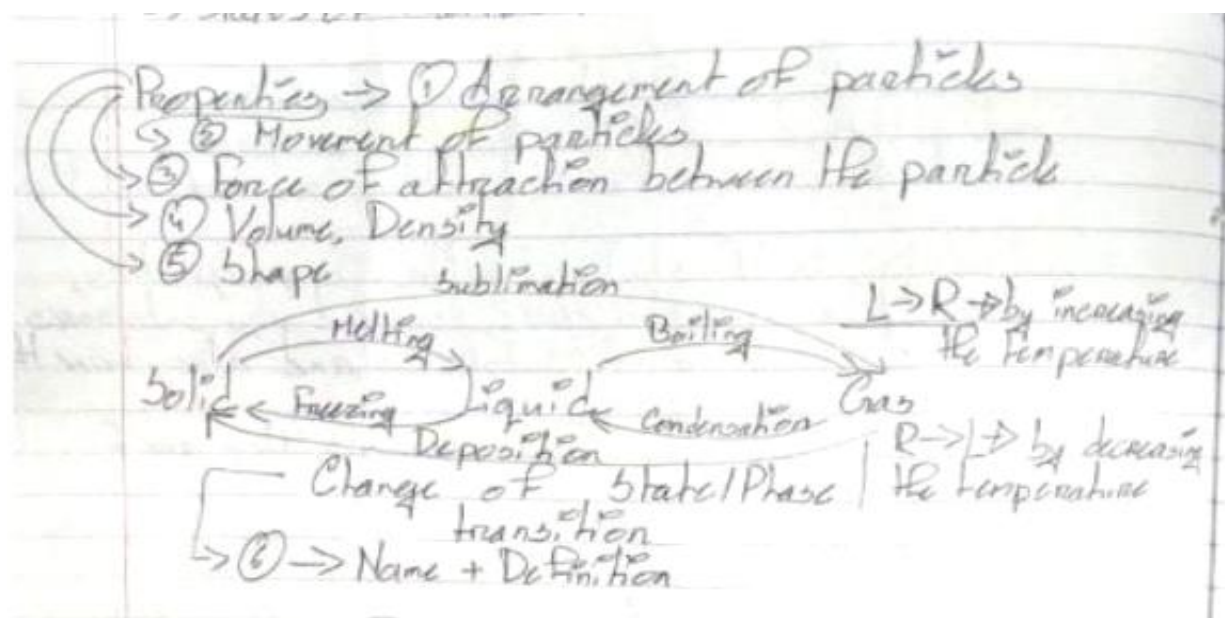 Properties → ① Arrangement of particles
↳ ② Movement of particles
→ ③ Force of attraction between the particle
→ ④ Volume, Density
→ ⑤ Shape
Sublimation
L → R → by increasing
the temperature
Melting
Boiling
Solid
Liquid
Gas
Freezing
Condensation
Deposition
R → L → by decreasing
the temperature
Change of State/Phase
transition
→ ⑥ → Name + Definition